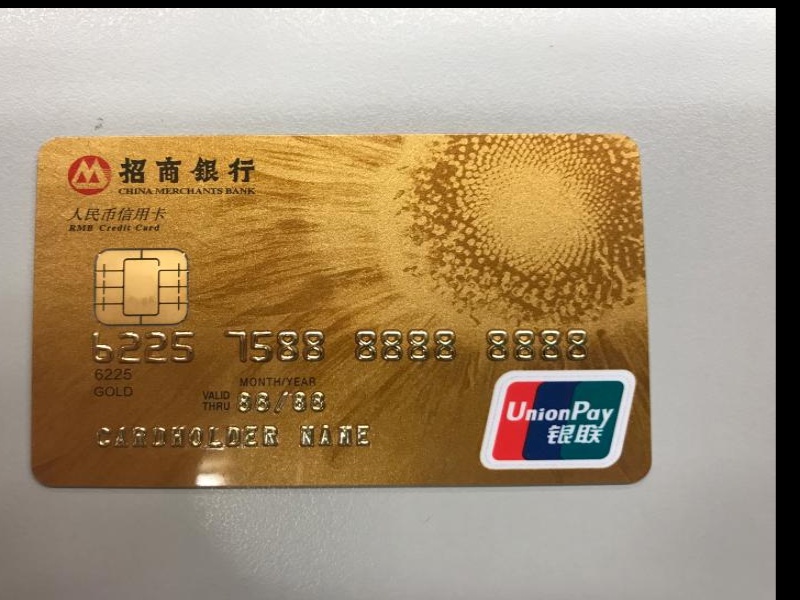 招商银行
CHINA MERCHANTS BANK
人民币信用卡
RMB Credit Card
6225 7588 8888 8888
6225
GOLD
MONTH/YEAR
VALID THRU 88/88
CARDHOLDER NAME
UnionPay
银联